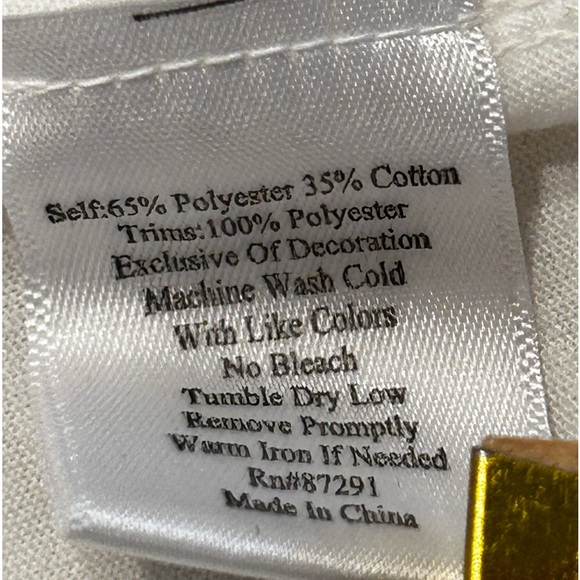 Self:65% Polyester 35% Cotton
Trims:100% Polyester
Exclusive Of Decoration
Machine Wash Cold
With Like Colors
No Bleach
Tumble Dry Low
Remove Promptly
Warm Iron If Needed
Rn#87291
Made In China